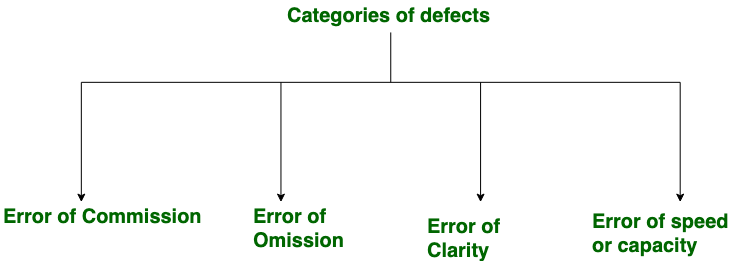 Categories of defects
Error of Commission
Error of
Omission
Error of
Clarity
Error of speed
or capacity